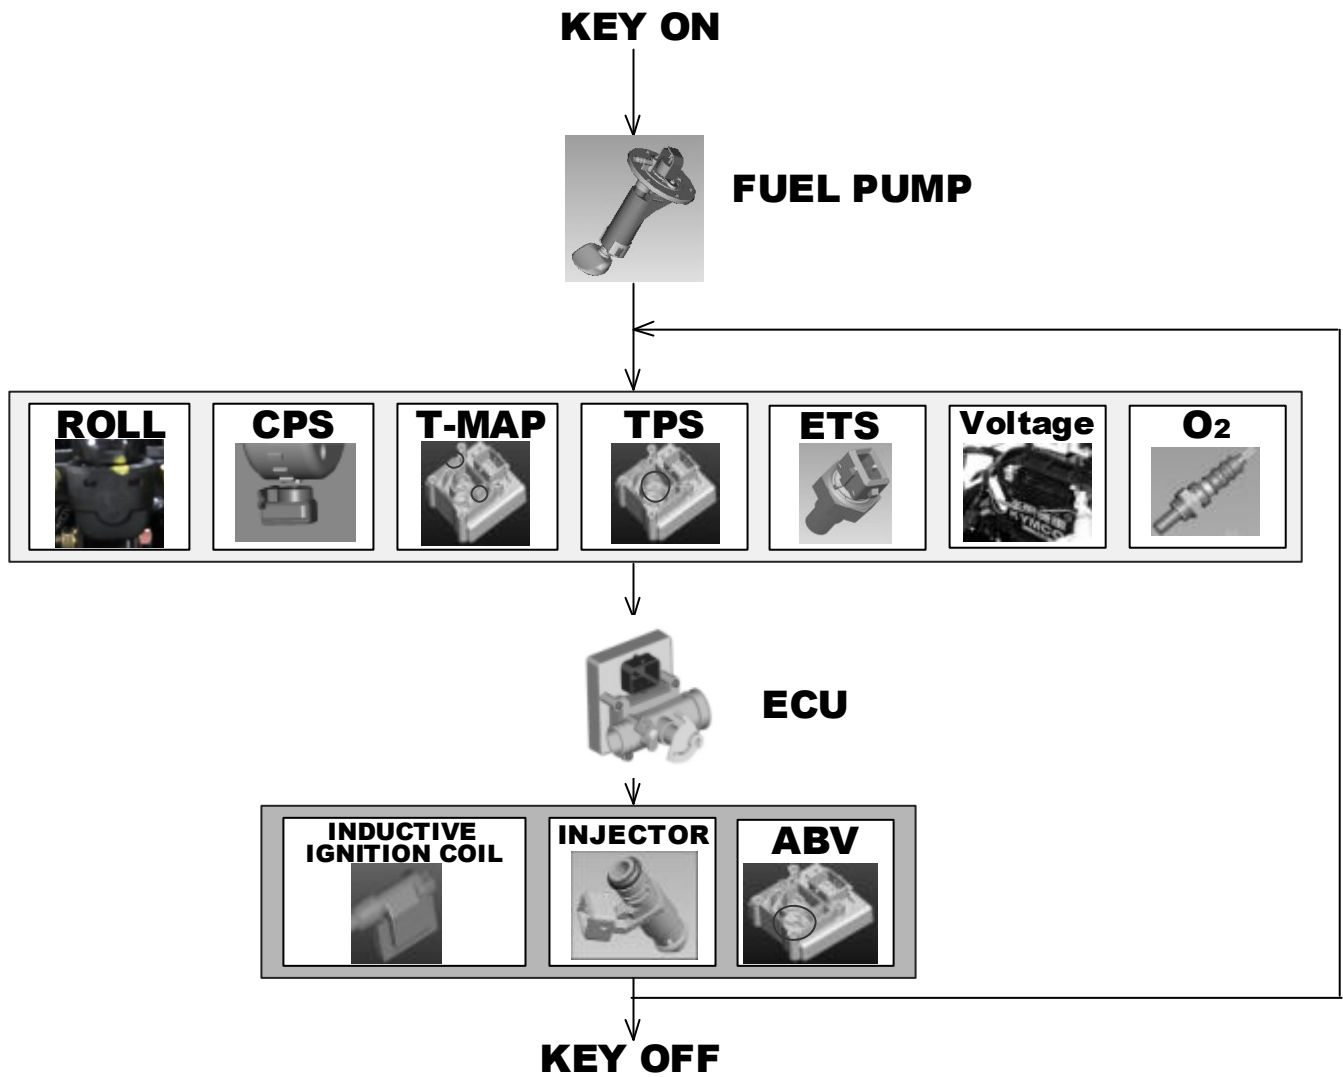 KEY ON
FUEL PUMP
ROLL
CPS
T-MAP
TPS
ETS
Voltage
O2
ECU
INDUCTIVE
IGNITION COIL
INJECTOR
ABV
KEY OFF